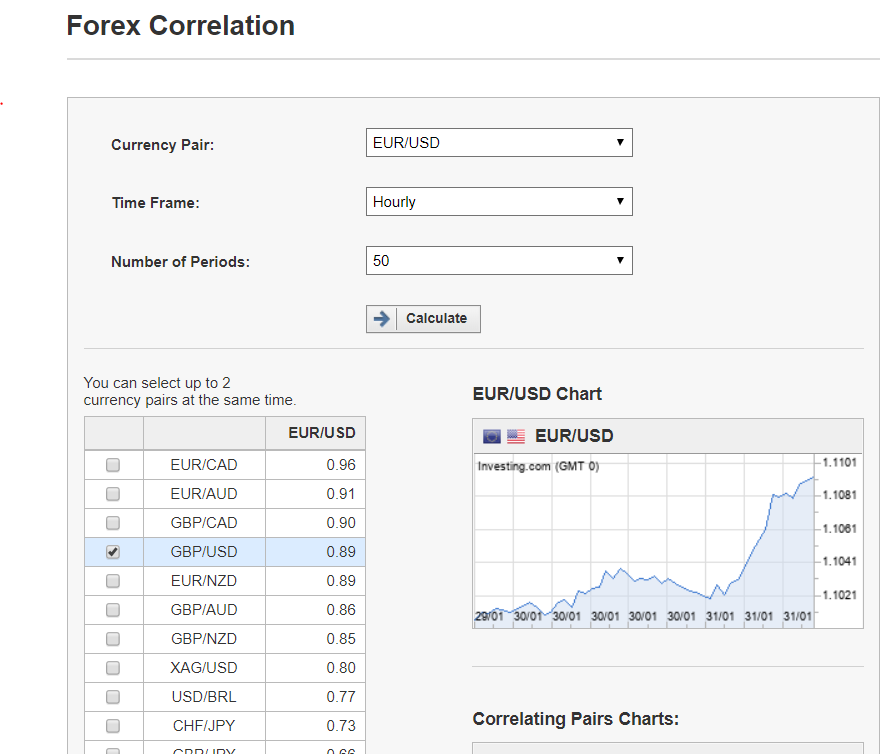 Forex Correlation
Currency Pair:
EUR/USD
Time Frame:
Hourly
Number of Periods:
50
Calculate
You can select up to 2
currency pairs at the same time.
EUR/USD
EUR/CAD 0.96
EUR/AUD 0.91
GBP/CAD 0.90
GBP/USD 0.89
EUR/NZD 0.89
GBP/AUD 0.86
GBP/NZD 0.85
XAG/USD 0.80
USD/BRL 0.77
CHF/JPY 0.73
GBP/JPY 0.66
EUR/USD Chart
EUR/USD
Investing.com (GMT 0)
1.1101
1.1081
1.1061
1.1041
1.1021
29/01 30/01 30/01 30/01 30/01 30/01 31/01 31/01 31/01
Correlating Pairs Charts: